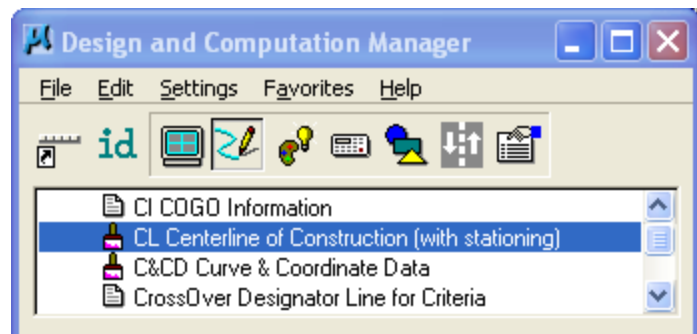 Design and Computation Manager
File Edit Settings Favorites Help
id
CI COGO Information
CL Centerline of Construction (with stationing)
C&CD Curve & Coordinate Data
CrossOver Designator Line for Criteria